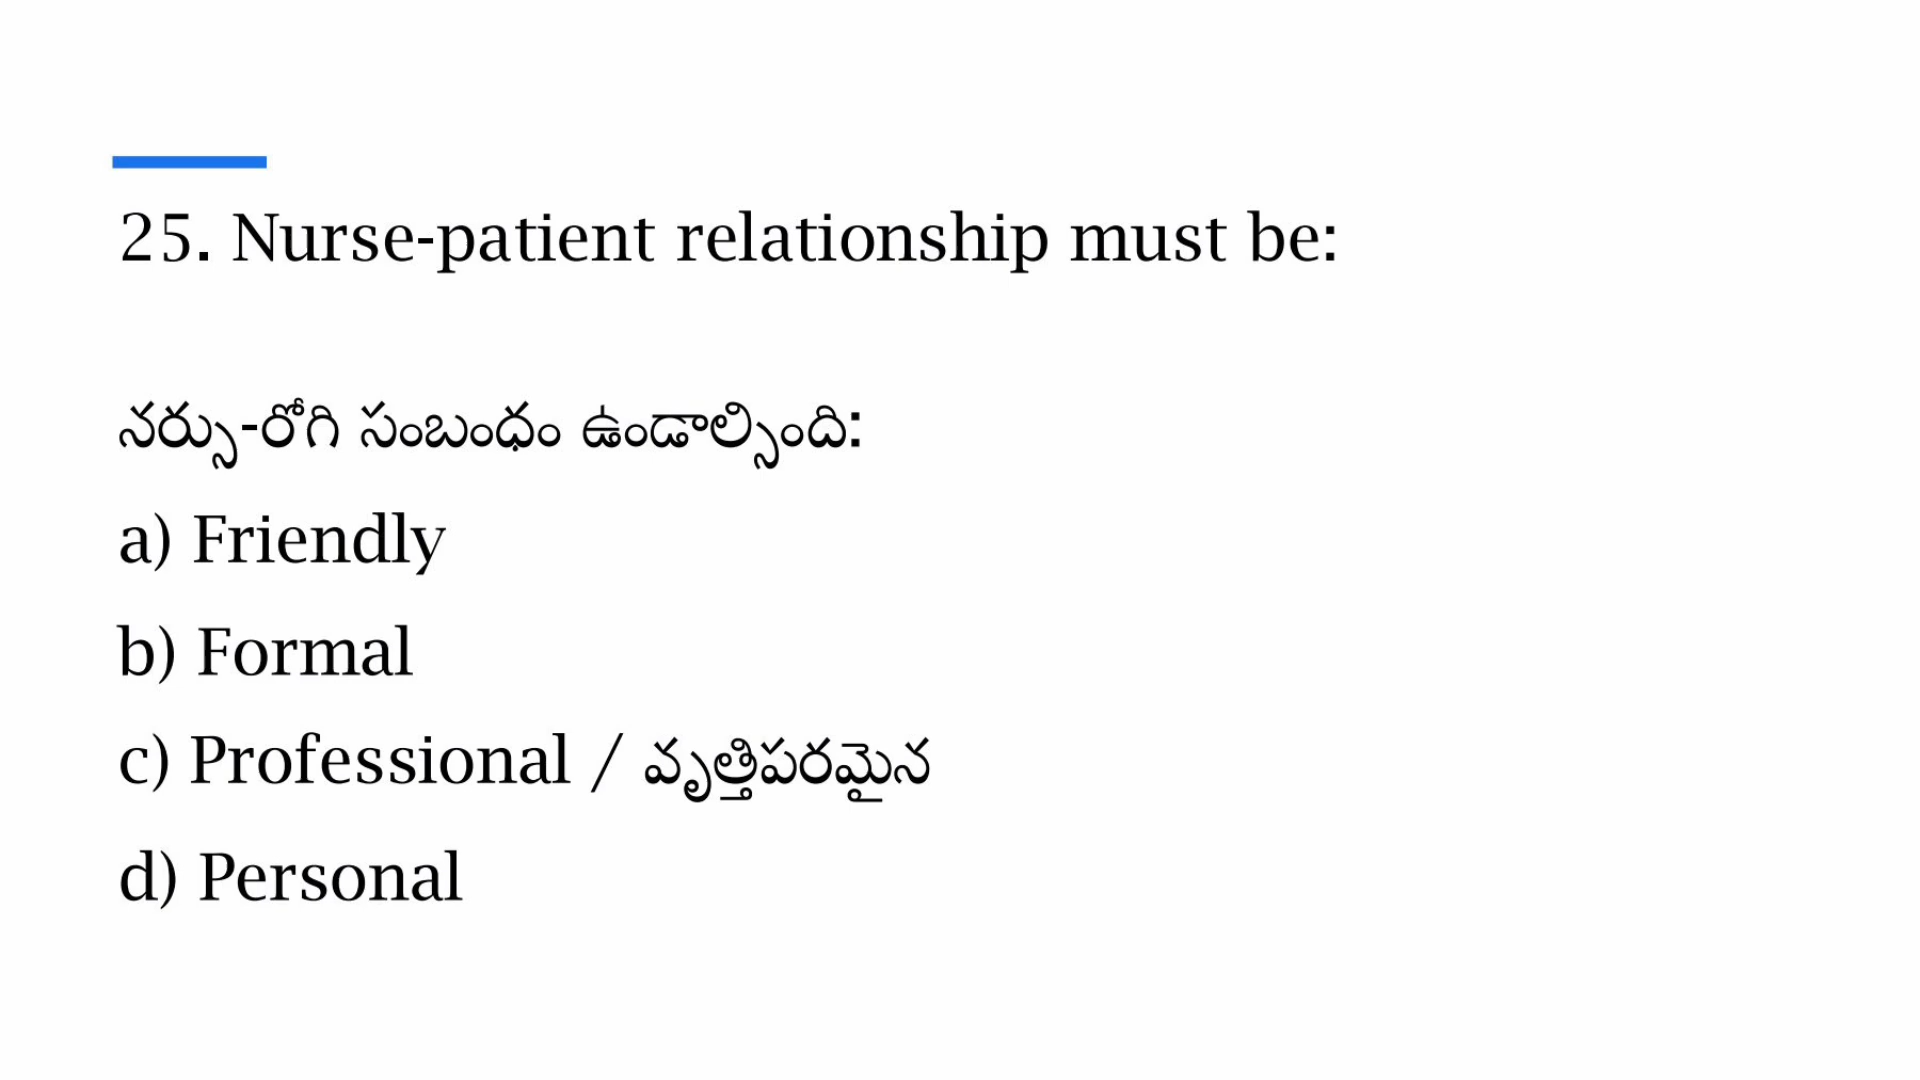 25. Nurse-patient relationship must be:
నర్సు-రోగి సంబంధం ఉండాల్సింది:
a) Friendly
b) Formal
c) Professional / వృత్తిపరమైన
d) Personal